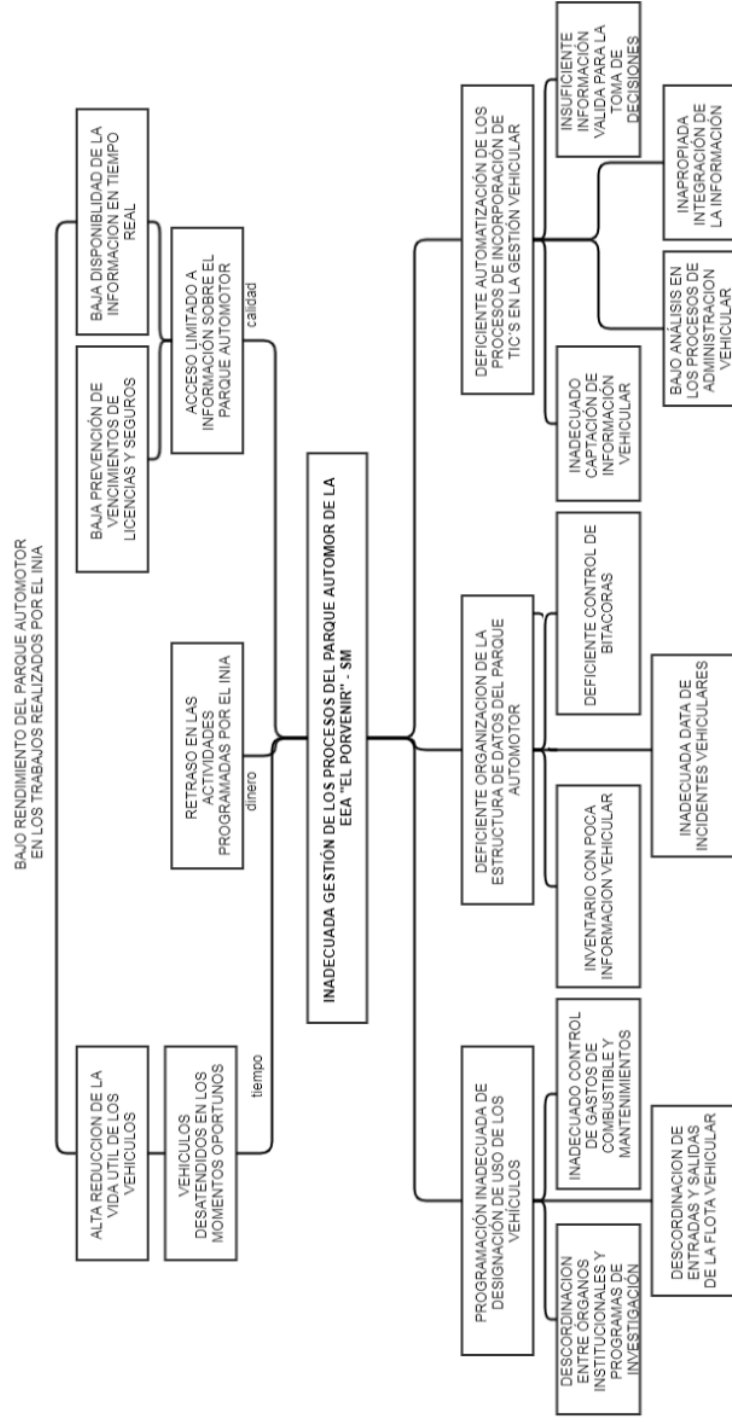 BAJO RENDIMIENTO DEL PARQUE AUTOMOTOR
EN LOS TRABAJOS REALIZADOS POR EL INIA
ALTA REDUCCION DE LA
VIDA UTIL DE LOS
VEHICULOS
BAJA PREVENCIÓN DE
VENCIMIENTOS DE
LICENCIAS Y SEGUROS
BAJA DISPONIBLIDAD DE LA
INFORMACION EN TIEMPO
REAL
VEHICULOS
DESATENDIDOS EN LOS
MOMENTOS OPORTUNOS
RETRASO EN LAS
ACTIVIDADES
PROGRAMADAS POR EL INIA
ACCESO LIMITADO A
INFORMACIÓN SOBRE EL
PARQUE AUTOMOTOR
tiempo
dinero
calidad
INADECUADA GESTIÓN DE LOS PROCESOS DEL PARQUE AUTOMOR DE LA
EEA "EL PORVENIR" - SM
PROGRAMACIÓN INADECUADA DE
DESIGNACIÓN DE USO DE LOS
VEHÍCULOS
DEFICIENTE ORGANIZACION DE LA
ESTRUCTURA DE DATOS DEL PARQUE
AUTOMOTOR
DEFICIENTE AUTOMATIZACIÓN DE LOS
PROCESOS DE INCORPORACIÓN DE
TIC'S EN LA GESTIÓN VEHICULAR
DESCORDINACION
ENTRE ÓRGANOS
INSTITUCIONALES Y
PROGRAMAS DE
INVESTIGACIÓN
INADECUADO CONTROL
DE GASTOS DE
COMBUSTIBLE Y
MANTENIMIENTOS
INVENTARIO CON POCA
INFORMACION VEHICULAR
DEFICIENTE CONTROL DE
BITACORAS
INADECUADO
CAPTACIÓN DE
INFORMACIÓN
VEHICULAR
INSUFICIENTE
INFORMACIÓN
VALIDA PARA LA
TOMA DE
DECISIONES
DESCORDINACION DE
ENTRADAS Y SALIDAS
DE LA FLOTA VEHICULAR
INADECUADA DATA DE
INCIDENTES VEHICULARES
BAJO ANÁLISIS EN
LOS PROCESOS DE
ADMINISTRACION
VEHICULAR
INAPROPIADA
INTEGRACIÓN DE
LA INFORMACIÓN